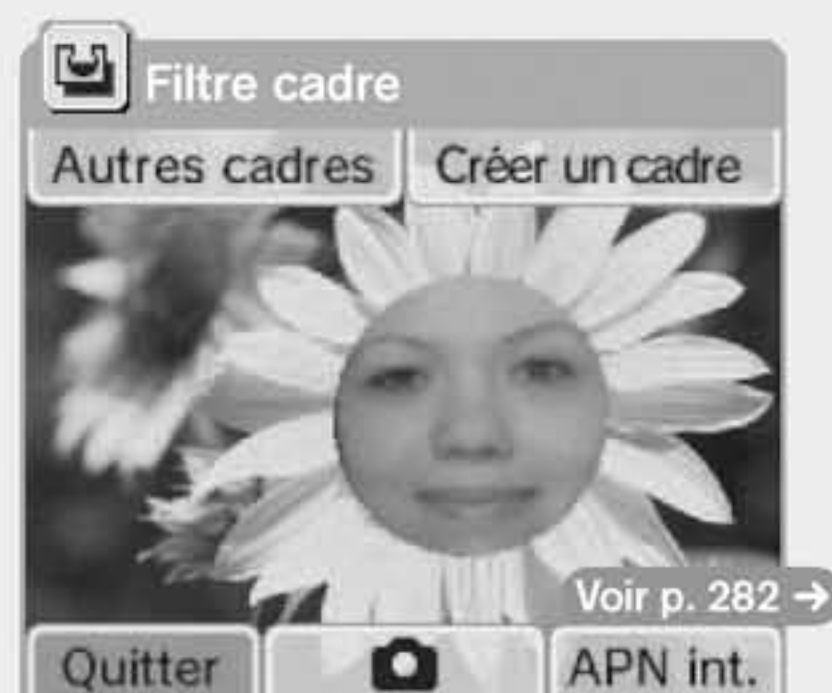 Filtre cadre
Autres cadres Créer un cadre
Voir p. 282 →
Quitter APN int.